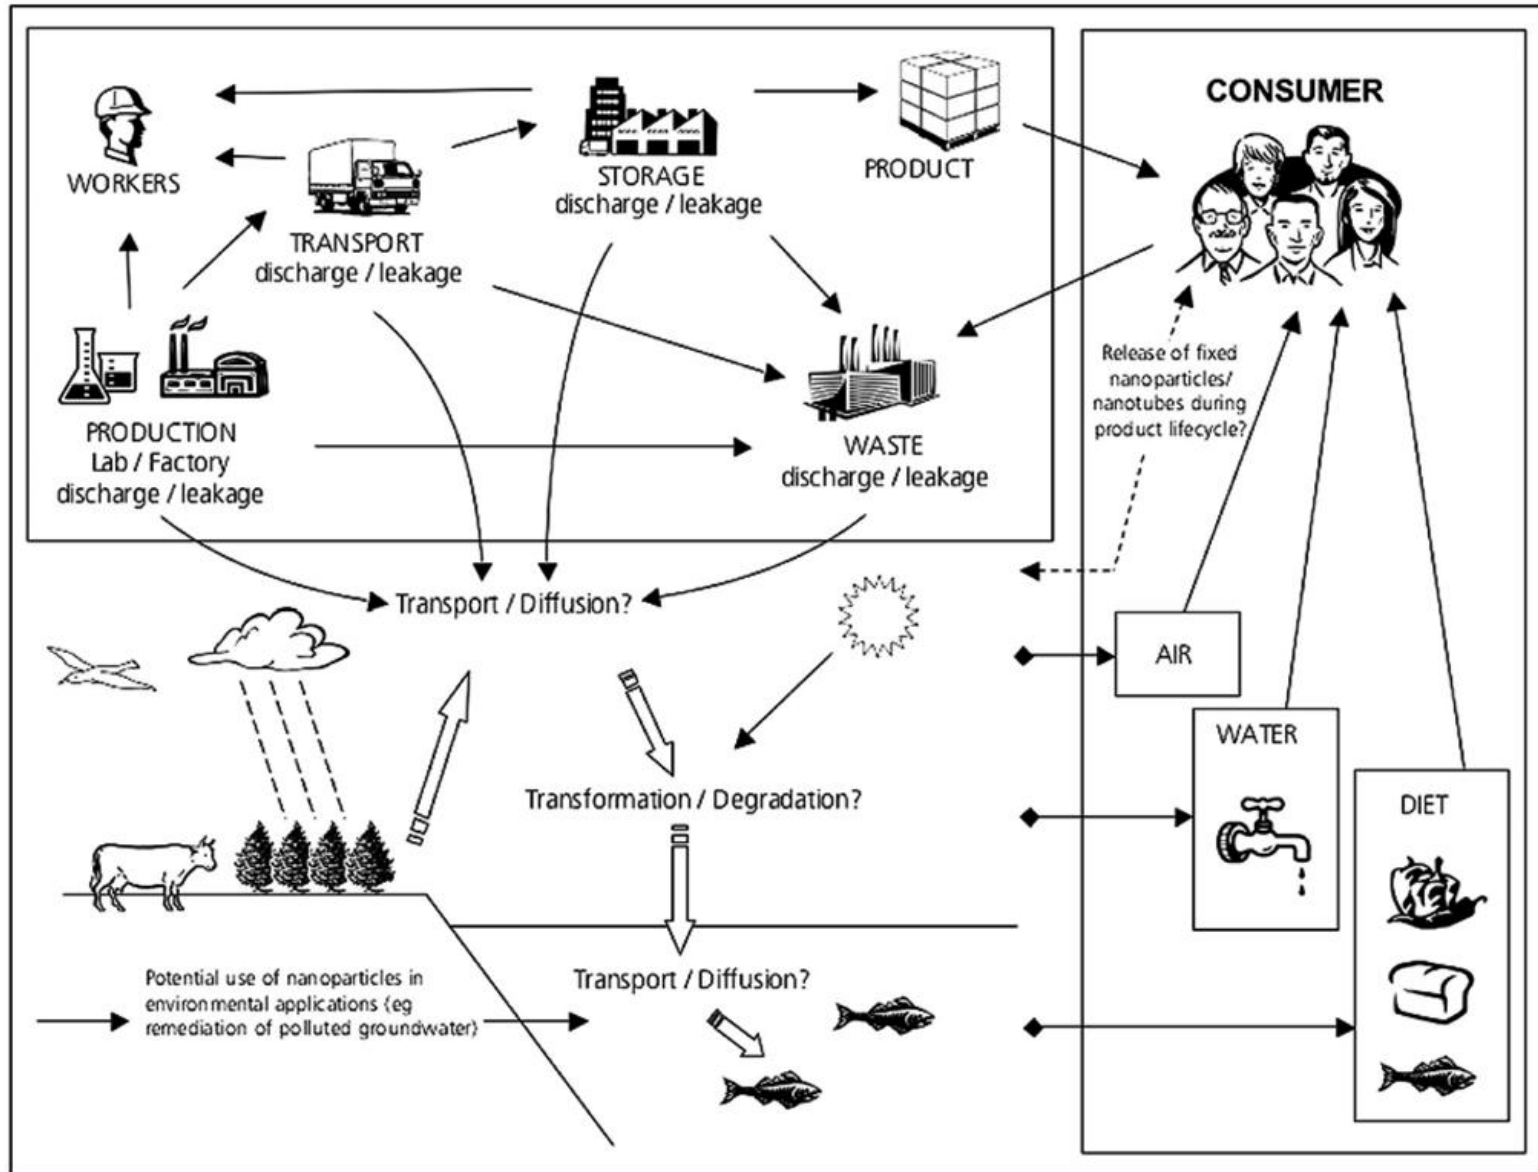 WORKERS
TRANSPORT
discharge / leakage
STORAGE
discharge / leakage
PRODUCT
PRODUCTION
Lab / Factory
discharge / leakage
WASTE
discharge / leakage
CONSUMER
Release of fixed
nanoparticles/
nanotubes during
product lifecycle?
Transport / Diffusion?
Transformation / Degradation?
Transport / Diffusion?
Potential use of nanoparticles in
environmental applications (eg
remediation of polluted groundwater)
AIR
WATER
DIET